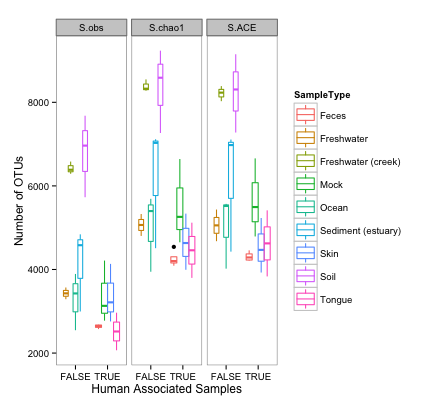 S.obs S.chao1 S.ACE
Number of OTUs
8000
6000
4000
2000
FALSE TRUE FALSE TRUE FALSE TRUE
Human Associated Samples
SampleType
Feces
Freshwater
Freshwater (creek)
Mock
Ocean
Sediment (estuary)
Skin
Soil
Tongue